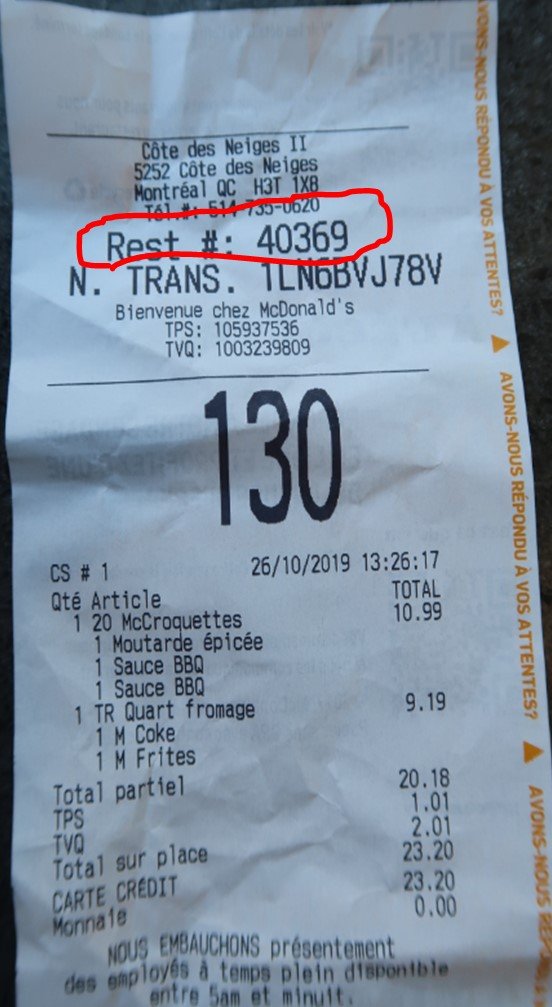 Côte des Neiges II
5252 Côte des Neiges
Montréal QC H3T 1X8
Tél.#: 514-735-0620
Rest #: 40369
N. TRANS. 1LN6BVJ78V
Bienvenue chez McDonald's
TPS: 105937536
TVQ: 1003239809
130
CS # 1 26/10/2019 13:26:17
Qté Article TOTAL
1 20 McCroquettes 10.99
1 Moutarde épicée
1 Sauce BBQ
1 Sauce BBQ
1 TR Quart fromage 9.19
1 M Coke
1 M Frites
Total partiel 20.18
TPS 1.01
TVQ 2.01
Total sur place 23.20
CARTE CRÉDIT 23.20
Monnaie 0.00
NOUS EMBAUCHONS présentement
des employés à temps plein disponible
entre 5am et minuit.
AVONS-NOUS RÉPONDU À VOS ATTENTES?
AVONS-NOUS RÉPONDU À VOS ATTENTES?
AVONS-NOUS RÉP